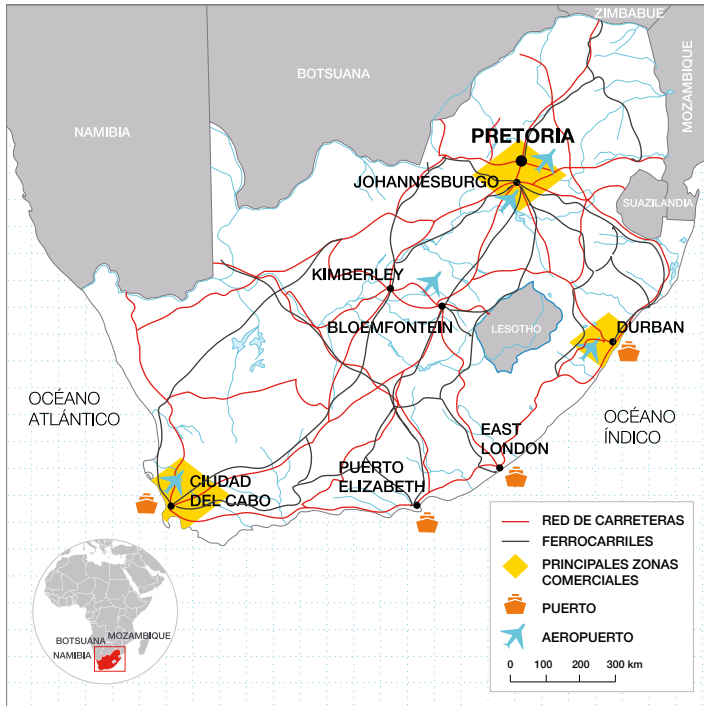 ZIMBABUE
BOTSUANA
MOZAMBIQUE
NAMIBIA
PRETORIA
JOHANNESBURGO
SUAZILANDIA
KIMBERLEY
BLOEMFONTEIN
LESOTHO
DURBAN
OCÉANO
ATLÁNTICO
OCÉANO
ÍNDICO
EAST
LONDON
PUERTO
ELIZABETH
CIUDAD
DEL CABO
RED DE CARRETERAS
FERROCARRILES
PRINCIPALES ZONAS
COMERCIALES
PUERTO
AEROPUERTO
0 100 200 300 km
BOTSUANA
MOZAMBIQUE
NAMIBIA